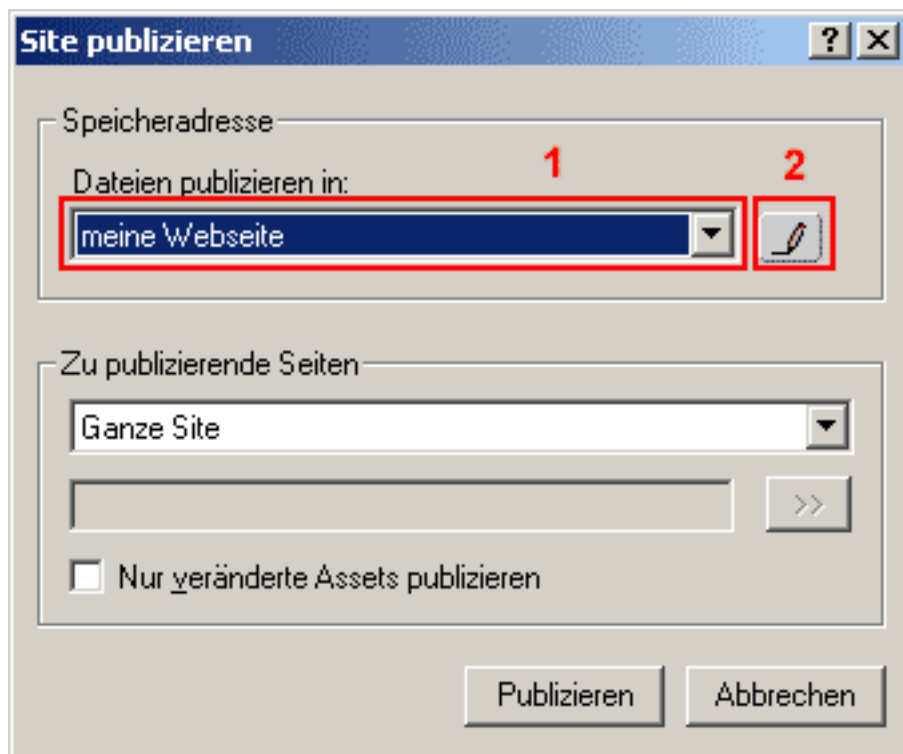 Site publizieren
Speicheradresse
1
2
Dateien publizieren in:
meine Webseite
Zu publizierende Seiten
Ganze Site
>>
Nur veränderte Assets publizieren
Publizieren Abbrechen